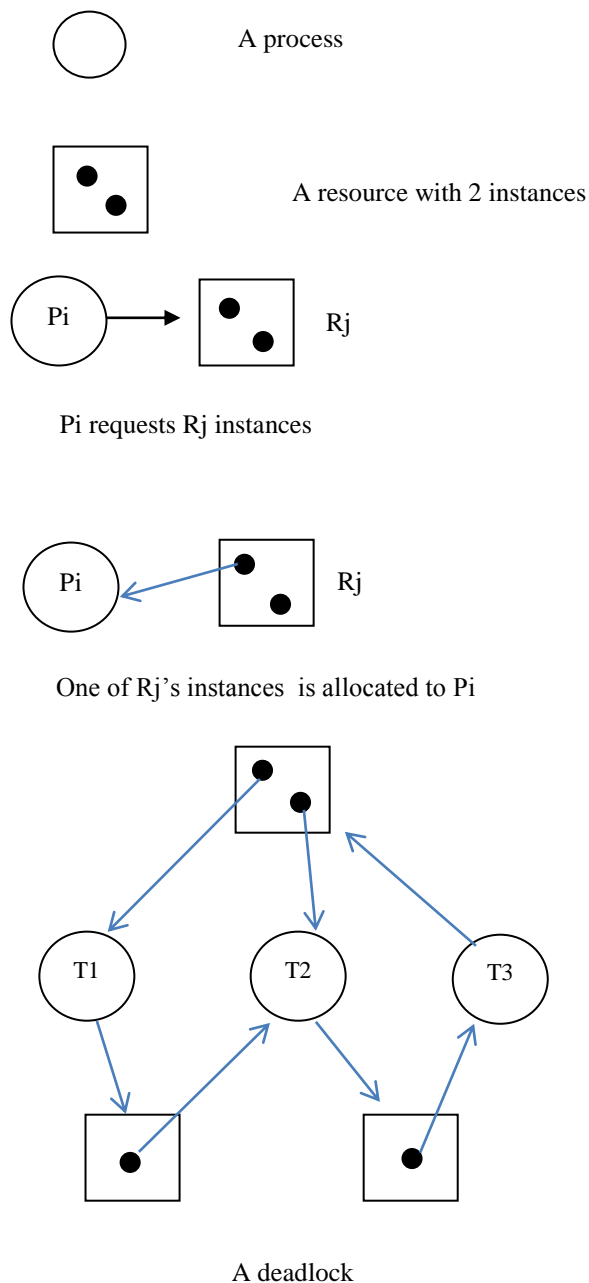 A process
A resource with 2 instances
Pi
Rj
Pi requests Rj instances
Pi
Rj
One of Rj’s instances is allocated to Pi
T1
T2
T3
A deadlock